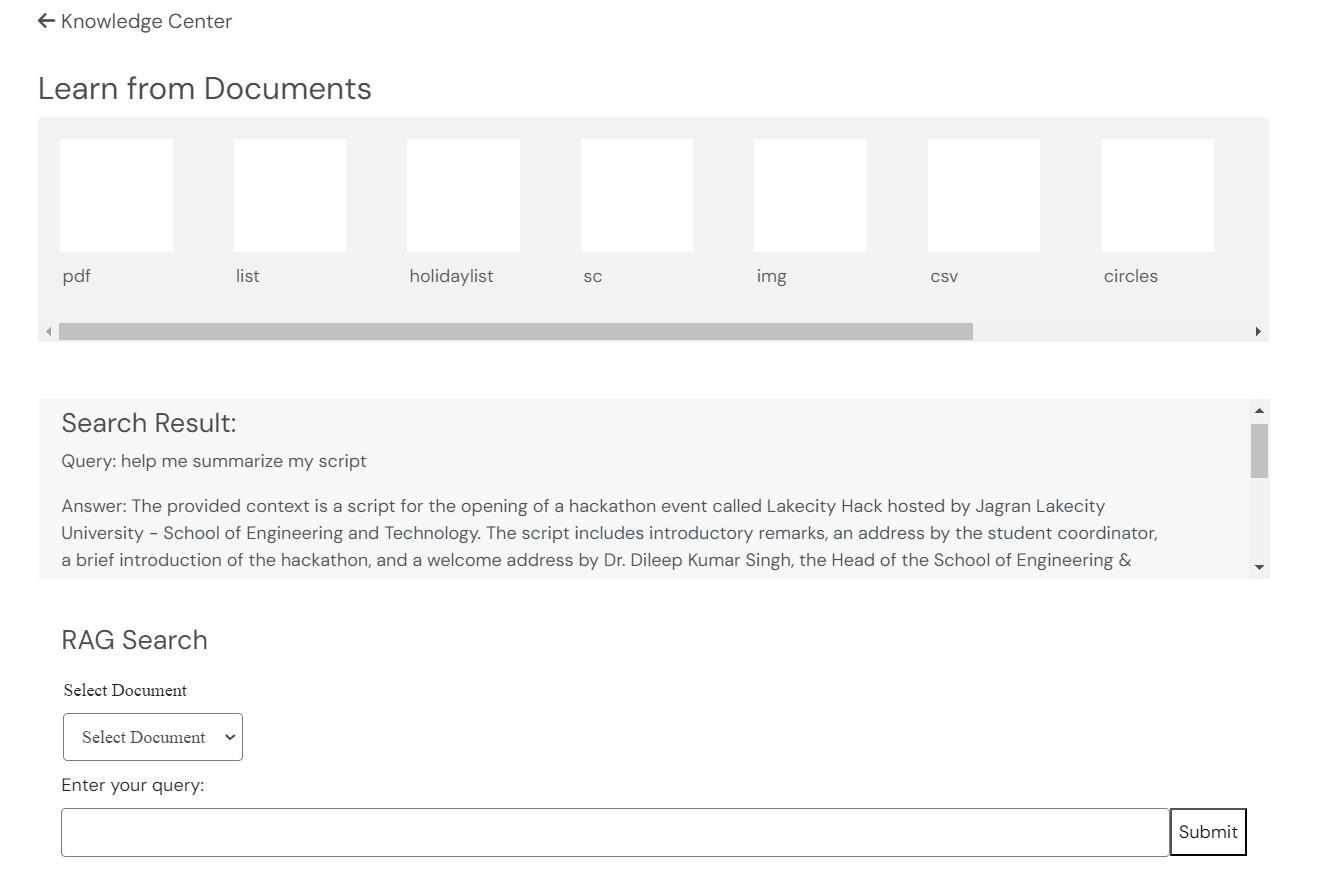 Knowledge Center
Learn from Documents
pdf list holidaylist sc img csv circles
Search Result:
Query: help me summarize my script
Answer: The provided context is a script for the opening of a hackathon event called Lakecity Hack hosted by Jagran Lakecity
University - School of Engineering and Technology. The script includes introductory remarks, an address by the student coordinator,
a brief introduction of the hackathon, and a welcome address by Dr. Dileep Kumar Singh, the Head of the School of Engineering &
RAG Search
Select Document
Select Document
Enter your query:
Submit